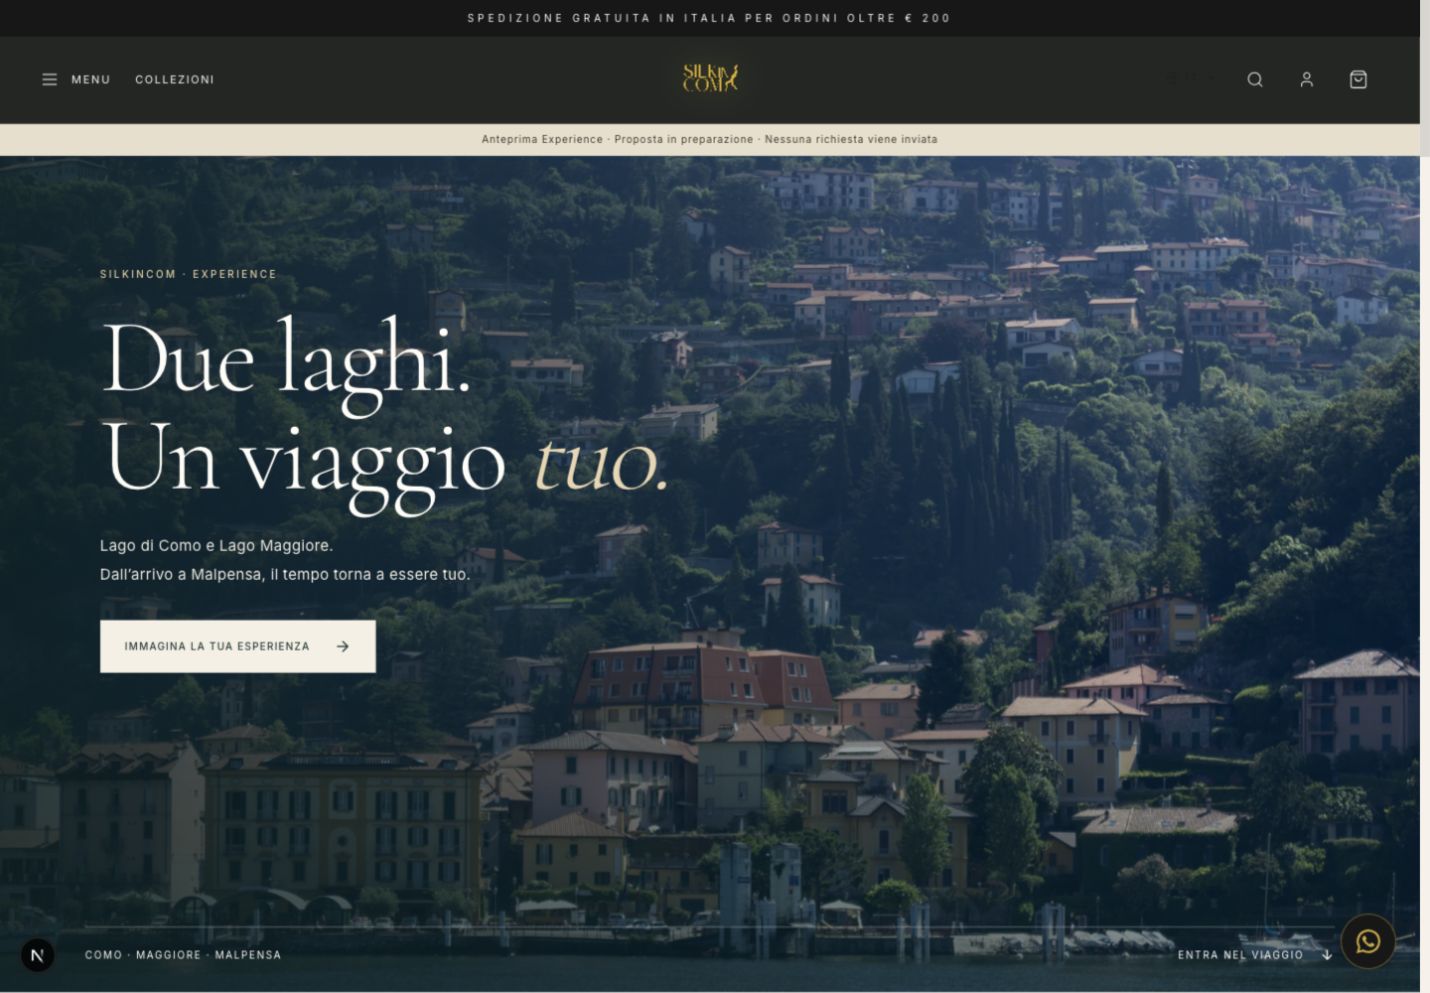 SPEDIZIONE GRATUITA IN ITALIA PER ORDINI OLTRE € 200
MENU COLLEZIONI
SILKIN
COMO
Anteprima Experience · Proposta in preparazione · Nessuna richiesta viene inviata
SILKINCOM · EXPERIENCE
Due laghi.
Un viaggio tuo.
Lago di Como e Lago Maggiore.
Dall’arrivo a Malpensa, il tempo torna a essere tuo.
IMMAGINA LA TUA ESPERIENZA
N
COMO · MAGGIORE · MALPENSA
ENTRA NEL VIAGGIO